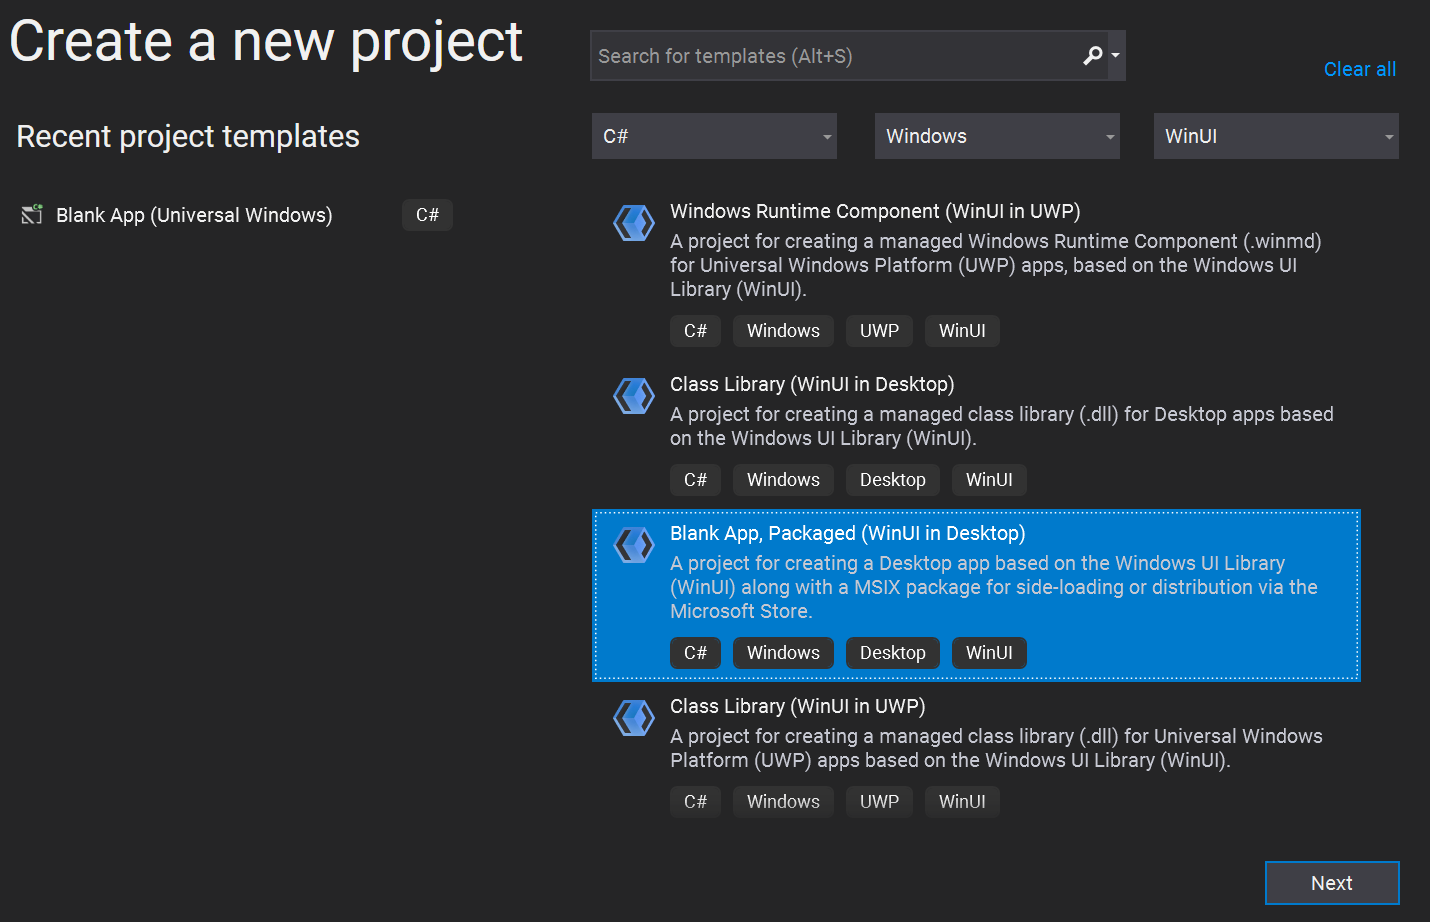 Create a new project
Search for templates (Alt+S)
Clear all
Recent project templates
C#
Windows
WinUI
Blank App (Universal Windows)
C#
Windows Runtime Component (WinUI in UWP)
A project for creating a managed Windows Runtime Component (.winmd)
for Universal Windows Platform (UWP) apps, based on the Windows UI
Library (WinUI).
C# Windows UWP WinUI
Class Library (WinUI in Desktop)
A project for creating a managed class library (.dll) for Desktop apps based
on the Windows UI Library (WinUI).
C# Windows Desktop WinUI
Blank App, Packaged (WinUI in Desktop)
A project for creating a Desktop app based on the Windows UI Library
(WinUI) along with a MSIX package for side-loading or distribution via the
Microsoft Store.
C# Windows Desktop WinUI
Class Library (WinUI in UWP)
A project for creating a managed class library (.dll) for Universal Windows
Platform (UWP) apps based on the Windows UI Library (WinUI).
C# Windows UWP WinUI
Next